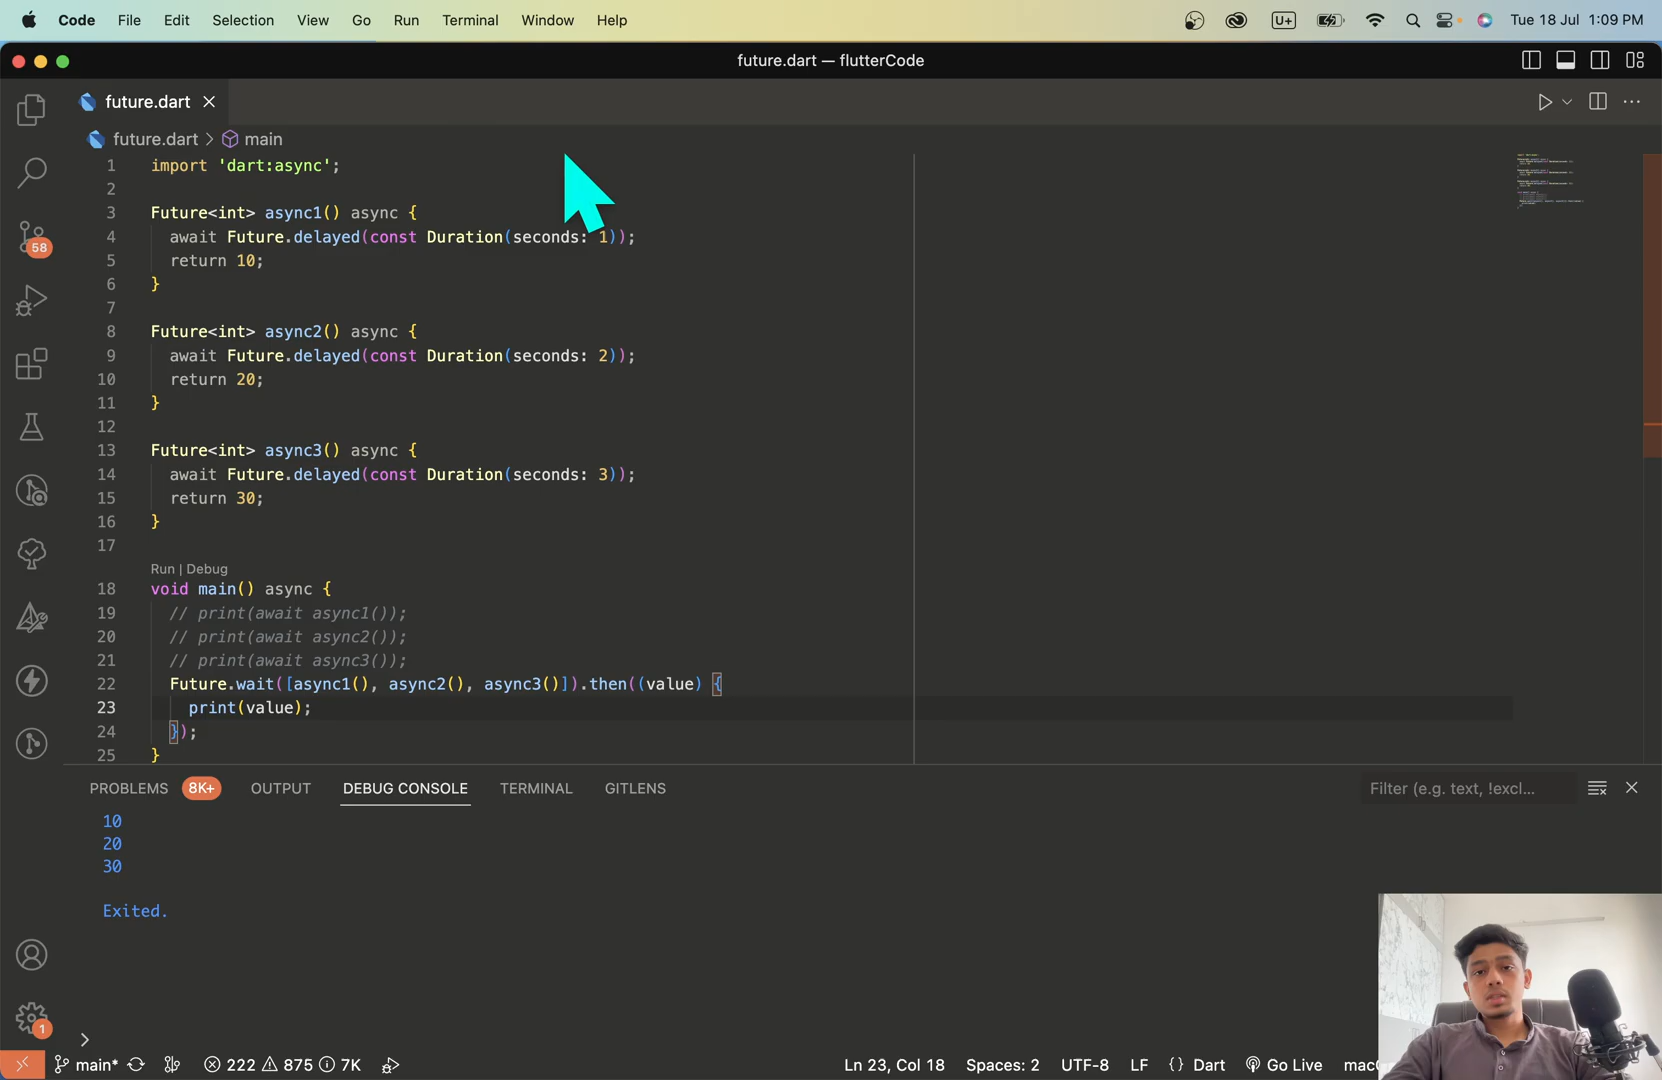 Code File Edit Selection View Go Run Terminal Window Help U+ Tue 18 Jul 1:09 PM
future.dart — flutterCode
future.dart
future.dart > main
1 import 'dart:async';
2
3 Future<int> async1() async {
4 await Future.delayed(const Duration(seconds: 1));
5 return 10;
6 }
7
8 Future<int> async2() async {
9 await Future.delayed(const Duration(seconds: 2));
10 return 20;
11 }
12
13 Future<int> async3() async {
14 await Future.delayed(const Duration(seconds: 3));
15 return 30;
16 }
17
Run | Debug
18 void main() async {
19 // print(await async1());
20 // print(await async2());
21 // print(await async3());
22 Future.wait([async1(), async2(), async3()]).then((value) {
23 print(value);
24 });
25 }
58
PROBLEMS 8K+ OUTPUT DEBUG CONSOLE TERMINAL GITLENS Filter (e.g. text, !excl...
10
20
30
Exited.
1
main* 222 875 7K Ln 23, Col 18 Spaces: 2 UTF-8 LF {} Dart Go Live